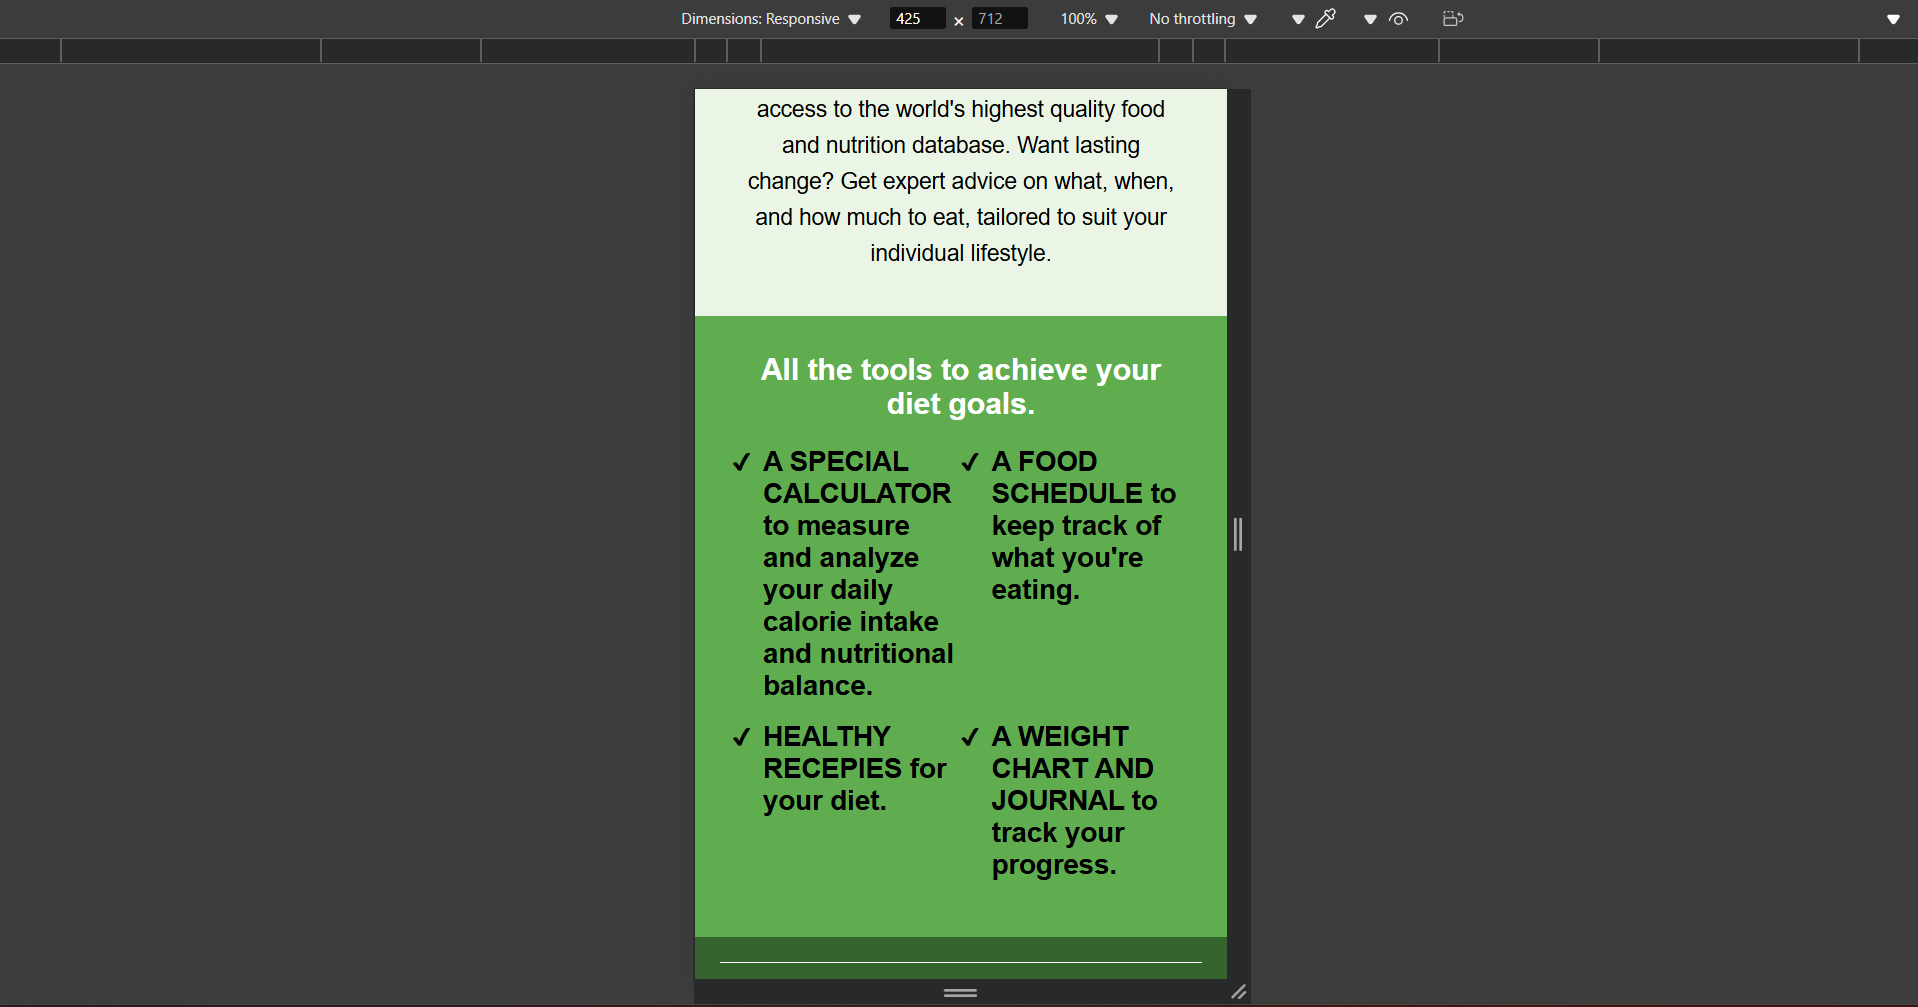 Dimensions: Responsive 425 × 712 100% No throttling
access to the world's highest quality food
and nutrition database. Want lasting
change? Get expert advice on what, when,
and how much to eat, tailored to suit your
individual lifestyle.
All the tools to achieve your
diet goals.
✓ A SPECIAL
CALCULATOR
to measure
and analyze
your daily
calorie intake
and nutritional
balance.
✓ A FOOD
SCHEDULE to
keep track of
what you're
eating.
✓ HEALTHY
RECEPIES for
your diet.
✓ A WEIGHT
CHART AND
JOURNAL to
track your
progress.